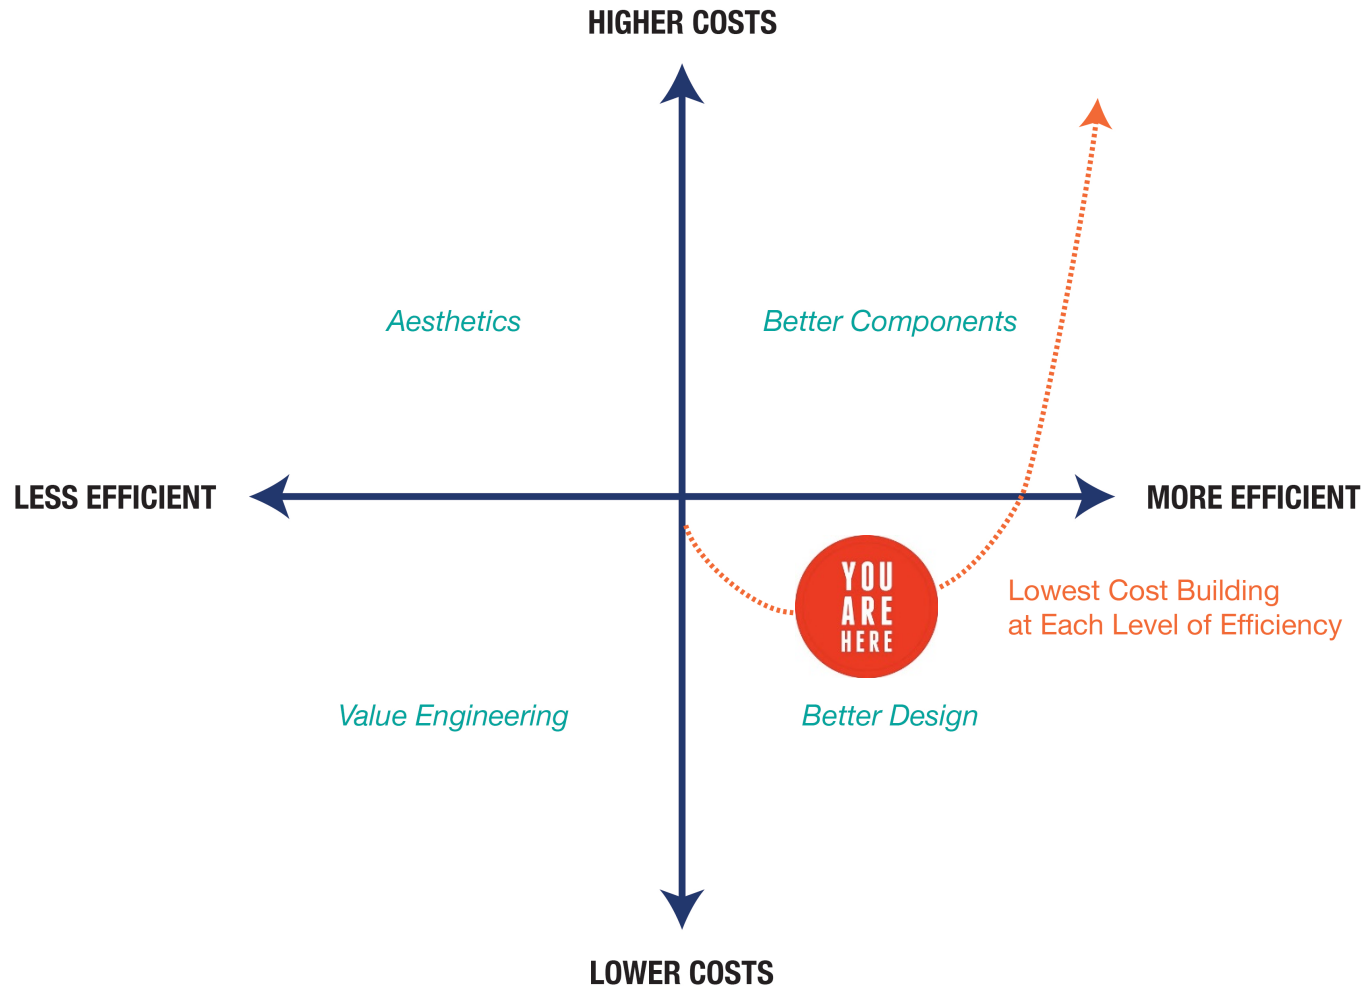 HIGHER COSTS
Aesthetics
Better Components
LESS EFFICIENT
MORE EFFICIENT
YOU
ARE
HERE
Lowest Cost Building
at Each Level of Efficiency
Value Engineering
Better Design
LOWER COSTS